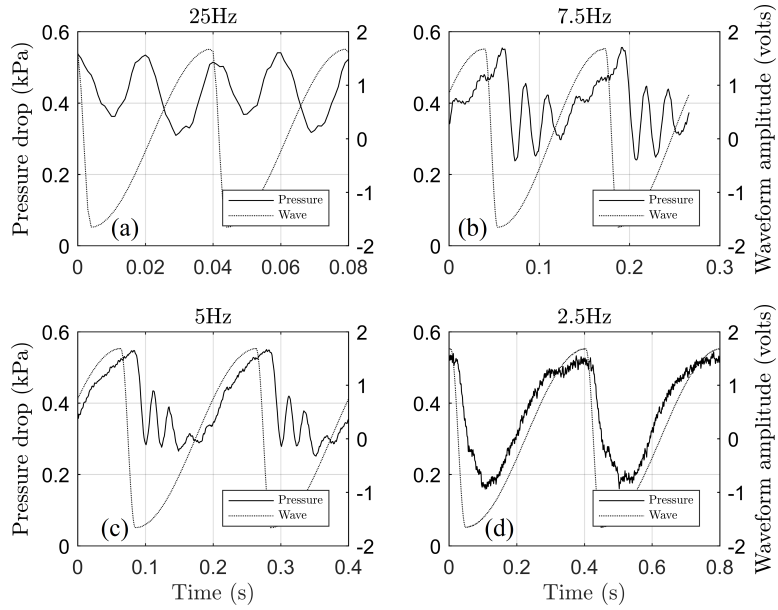 25Hz
7.5Hz
Pressure drop (kPa)
Waveform amplitude (volts)
0.6
0.4
0.2
0
2
1
0
-1
-2
0 0.02 0.04 0.06 0.08
Pressure
Wave
(a)
0.6
0.4
0.2
0
2
1
0
-1
-2
0 0.1 0.2 0.3
Pressure
Wave
(b)
5Hz
2.5Hz
Pressure drop (kPa)
Waveform amplitude (volts)
0.6
0.4
0.2
0
2
1
0
-1
-2
0 0.1 0.2 0.3 0.4
Pressure
Wave
(c)
Time (s)
0.6
0.4
0.2
0
2
1
0
-1
-2
0 0.2 0.4 0.6 0.8
Pressure
Wave
(d)
Time (s)